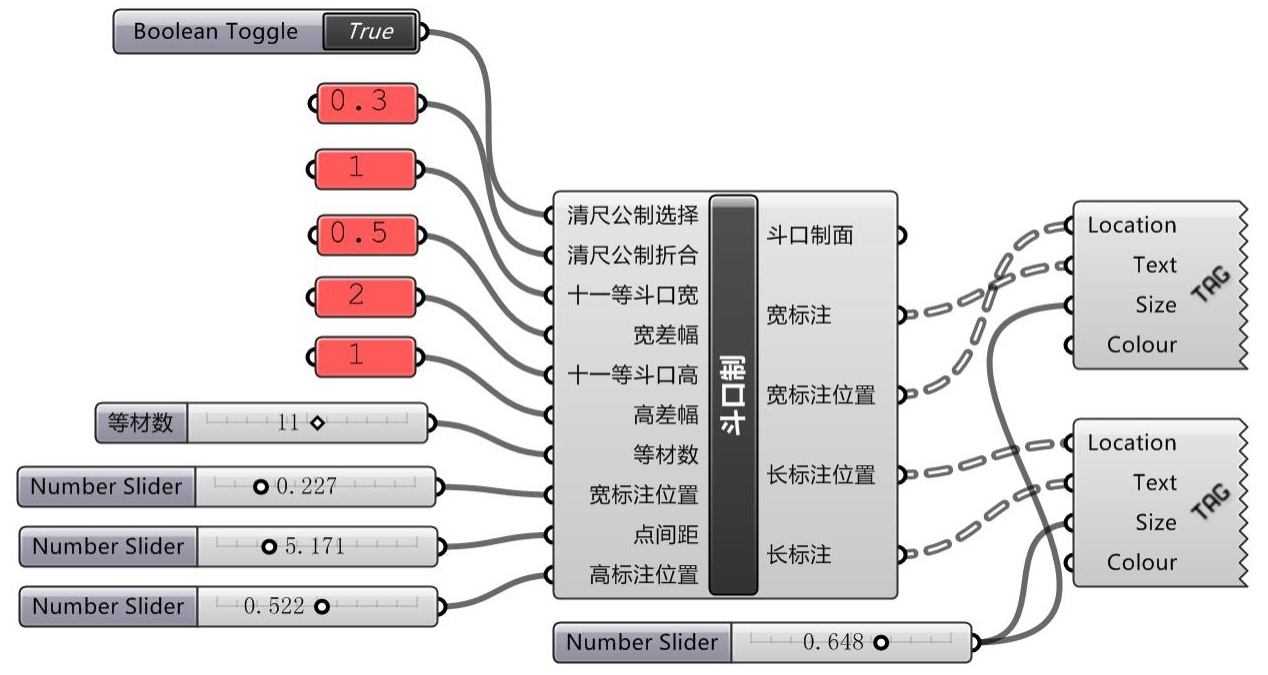 Boolean Toggle True
0.3
1
0.5
2
1
等材数 11
Number Slider 0.227
Number Slider 5.171
Number Slider 0.522
清尺公制选择
清尺公制折合
十一等斗口宽
宽差幅
十一等斗口高
高差幅
等材数
宽标注位置
点间距
高标注位置
斗口制
斗口制面
宽标注
宽标注位置
长标注位置
长标注
Number Slider 0.648
Location
Text
Size
Colour
TAG
Location
Text
Size
Colour
TAG